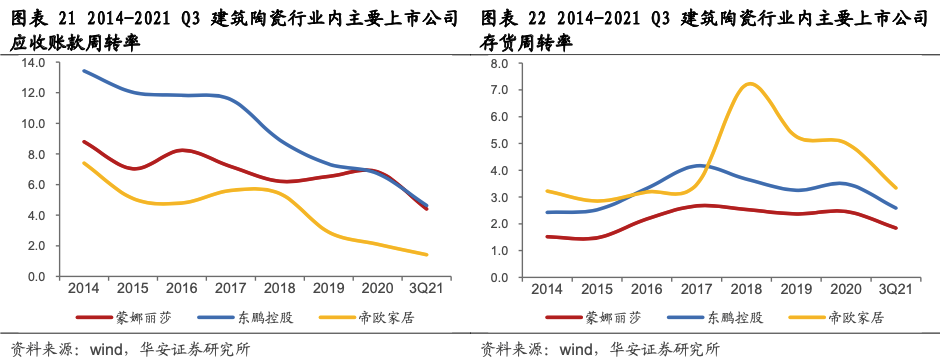 图表 21 2014-2021 Q3 建筑陶瓷行业内主要上市公司
应收账款周转率
14.0
12.0
10.0
8.0
6.0
4.0
2.0
0.0
2014 2015 2016 2017 2018 2019 2020 3Q21
蒙娜丽莎 东鹏控股 帝欧家居
资料来源：wind，华安证券研究所
图表 22 2014-2021 Q3 建筑陶瓷行业内主要上市公司
存货周转率
8.0
7.0
6.0
5.0
4.0
3.0
2.0
1.0
0.0
2014 2015 2016 2017 2018 2019 2020 3Q21
蒙娜丽莎 东鹏控股 帝欧家居
资料来源：wind，华安证券研究所